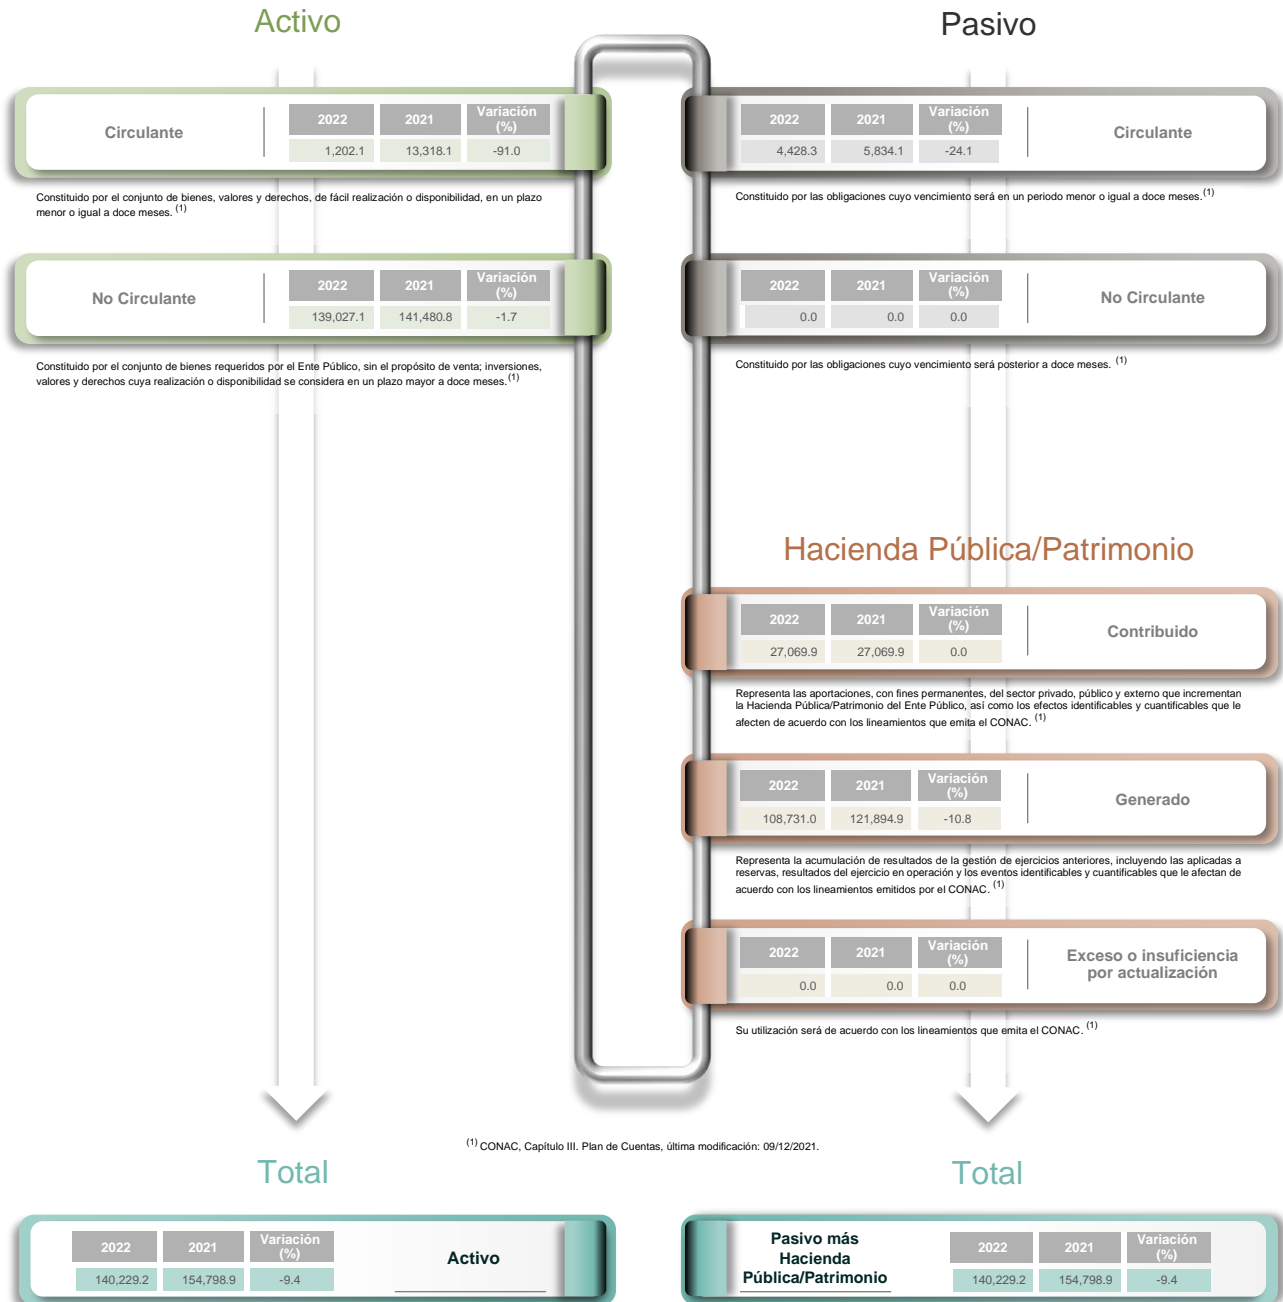 Activo
Circulante
2022 2021 Variación (%)
1,202.1 13,318.1 -91.0
Constituido por el conjunto de bienes, valores y derechos, de fácil realización o disponibilidad, en un plazo
menor o igual a doce meses. (1)
No Circulante
2022 2021 Variación (%)
139,027.1 141,480.8 -1.7
Constituido por el conjunto de bienes requeridos por el Ente Público, sin el propósito de venta; inversiones,
valores y derechos cuya realización o disponibilidad se considera en un plazo mayor a doce meses. (1)
Pasivo
2022 2021 Variación (%)
4,428.3 5,834.1 -24.1
Circulante
Constituido por las obligaciones cuyo vencimiento será en un periodo menor o igual a doce meses. (1)
2022 2021 Variación (%)
0.0 0.0 0.0
No Circulante
Constituido por las obligaciones cuyo vencimiento será posterior a doce meses. (1)
Hacienda Pública/Patrimonio
2022 2021 Variación (%)
27,069.9 27,069.9 0.0
Contribuido
Representa las aportaciones, con fines permanentes, del sector privado, público y externo que incrementan
la Hacienda Pública/Patrimonio del Ente Público, así como los efectos identificables y cuantificables que le
afecten de acuerdo con los lineamientos que emita el CONAC. (1)
2022 2021 Variación (%)
108,731.0 121,894.9 -10.8
Generado
Representa la acumulación de resultados de la gestión de ejercicios anteriores, incluyendo las aplicadas a
reservas, resultados del ejercicio en operación y los eventos identificables y cuantificables que le afectan de
acuerdo con los lineamientos emitidos por el CONAC. (1)
2022 2021 Variación (%)
0.0 0.0 0.0
Exceso o insuficiencia
por actualización
Su utilización será de acuerdo con los lineamientos que emita el CONAC. (1)
(1) CONAC, Capítulo III. Plan de Cuentas, última modificación: 09/12/2021.
Total
2022 2021 Variación (%)
140,229.2 154,798.9 -9.4
Activo
Total
Pasivo más
Hacienda
Pública/Patrimonio
2022 2021 Variación (%)
140,229.2 154,798.9 -9.4